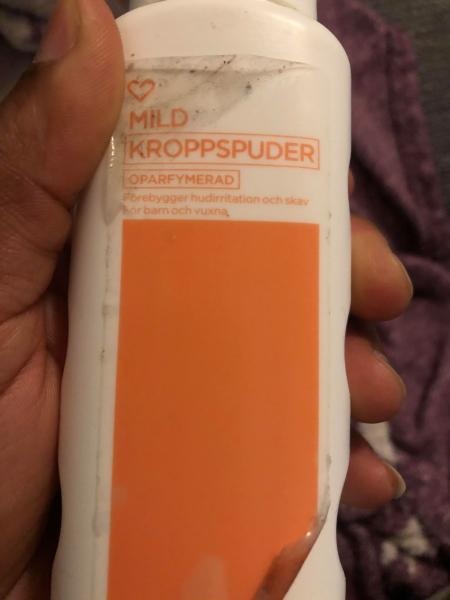 MILD
KROPPSPUDER
OPARFYMERAD
Förebygger hudirritation och skav
För barn och vuxna